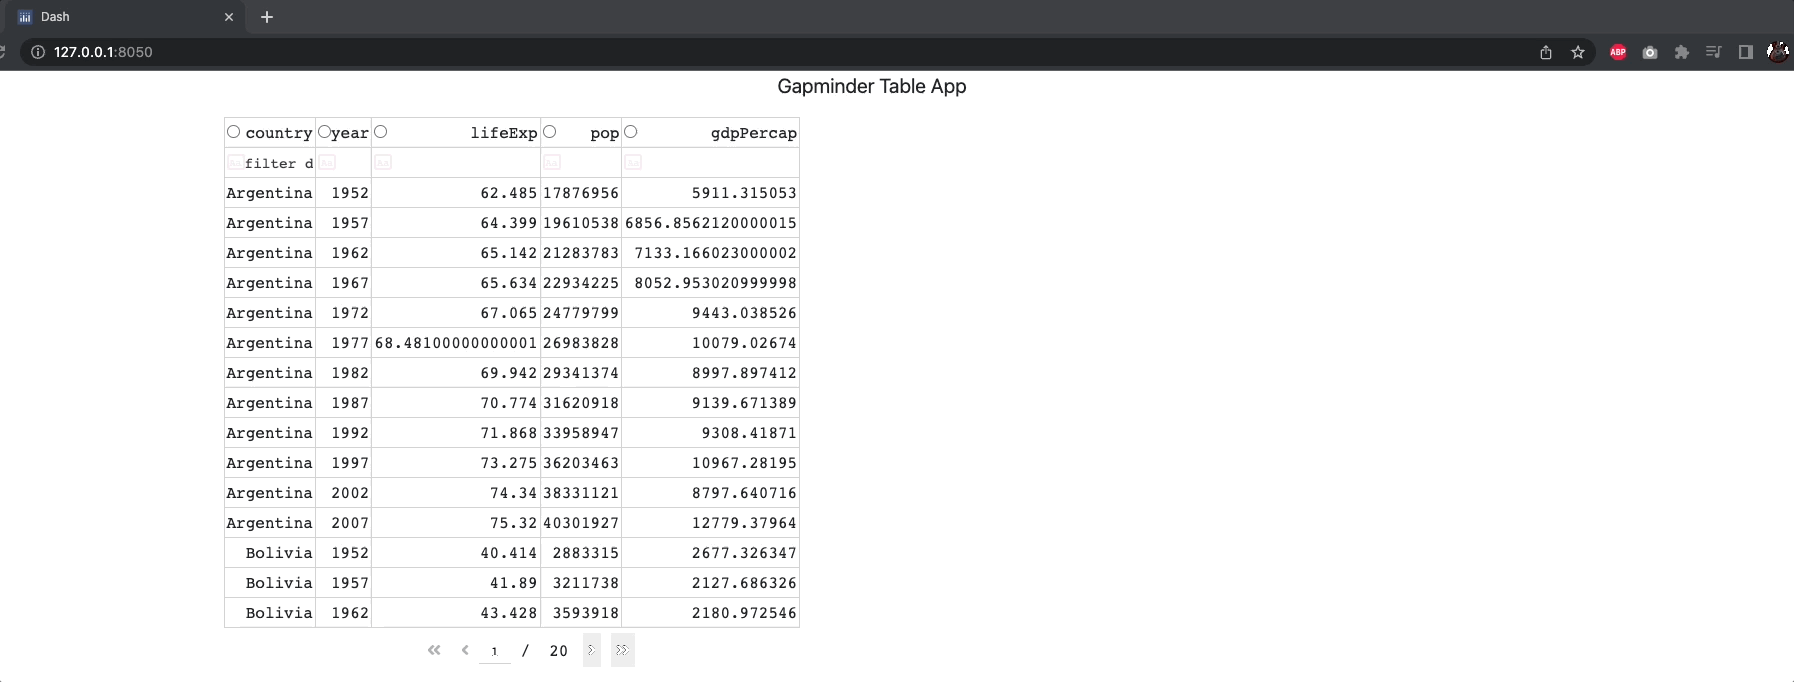 Dash
127.0.0.1:8050
ABP
Gapminder Table App
country year lifeExp pop gdpPercap
Aa filter d Aa Aa Aa Aa
Argentina 1952 62.485 17876956 5911.315053
Argentina 1957 64.399 19610538 6856.8562120000015
Argentina 1962 65.142 21283783 7133.166023000002
Argentina 1967 65.634 22934225 8052.953020999998
Argentina 1972 67.065 24779799 9443.038526
Argentina 1977 68.48100000000001 26983828 10079.02674
Argentina 1982 69.942 29341374 8997.897412
Argentina 1987 70.774 31620918 9139.671389
Argentina 1992 71.868 33958947 9308.41871
Argentina 1997 73.275 36203463 10967.28195
Argentina 2002 74.34 38331121 8797.640716
Argentina 2007 75.32 40301927 12779.37964
Bolivia 1952 40.414 2883315 2677.326347
Bolivia 1957 41.89 3211738 2127.686326
Bolivia 1962 43.428 3593918 2180.972546
1 / 20